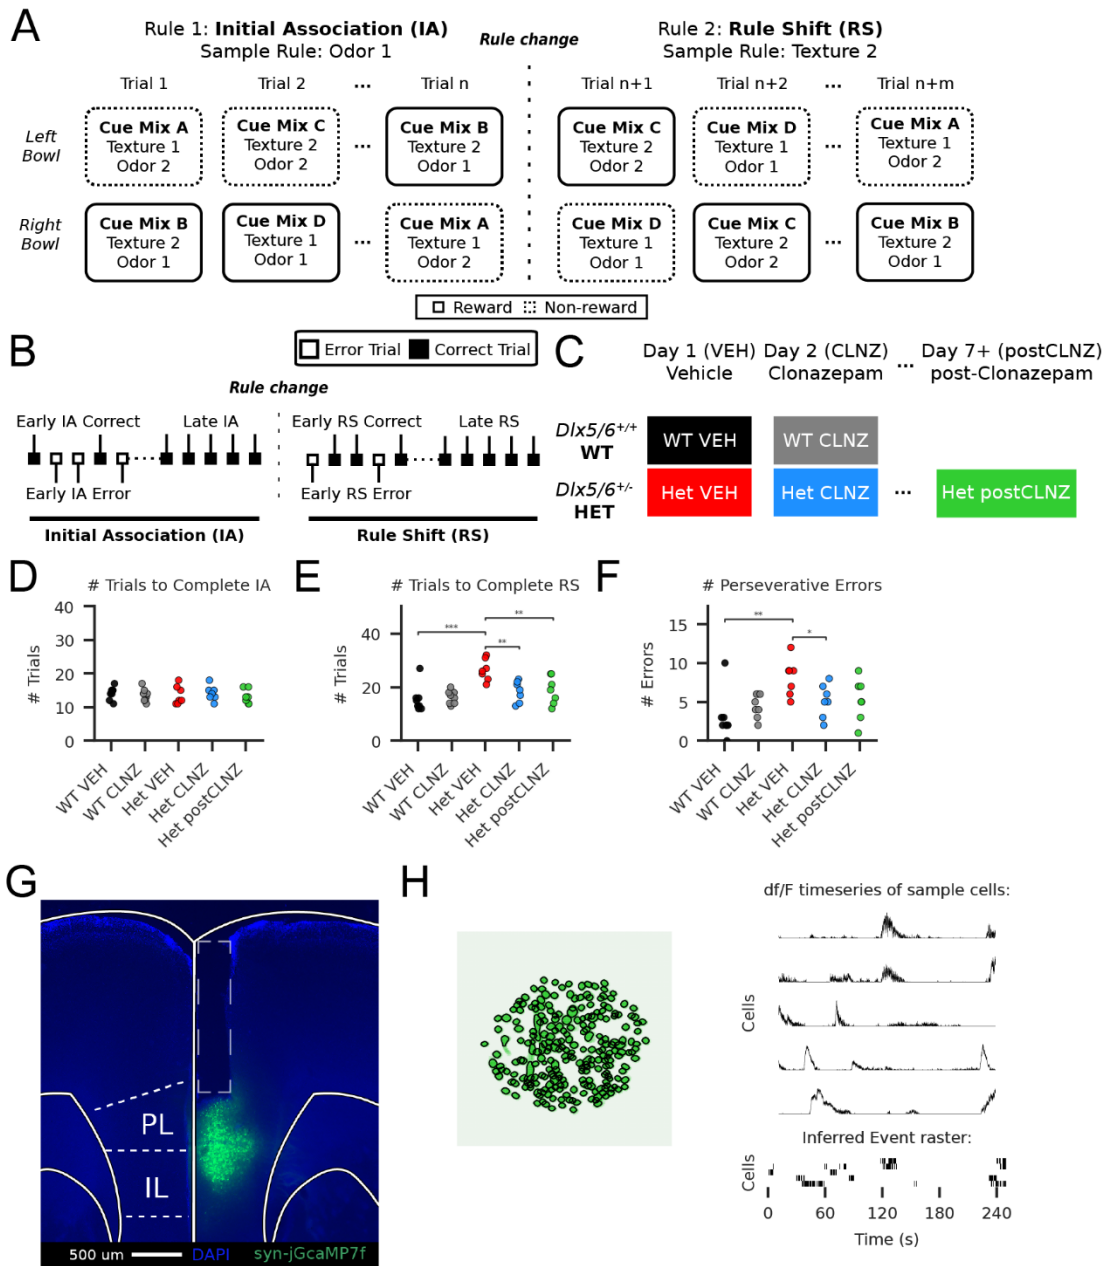 A
Rule 1: Initial Association (IA)
Sample Rule: Odor 1
Rule change
Rule 2: Rule Shift (RS)
Sample Rule: Texture 2
Trial 1
Trial 2
...
Trial n
Trial n+1
Trial n+2
...
Trial n+m
Left
Bowl
Cue Mix A
Texture 1
Odor 2
Cue Mix C
Texture 2
Odor 2
...
Cue Mix B
Texture 2
Odor 1
Cue Mix C
Texture 2
Odor 2
Cue Mix D
Texture 1
Odor 1
...
Cue Mix A
Texture 1
Odor 2
Right
Bowl
Cue Mix B
Texture 2
Odor 1
Cue Mix D
Texture 1
Odor 1
...
Cue Mix A
Texture 1
Odor 2
Cue Mix D
Texture 1
Odor 1
Cue Mix C
Texture 2
Odor 2
...
Cue Mix B
Texture 2
Odor 1
Reward Non-reward
B
Error Trial Correct Trial
Rule change
Early IA Correct
Late IA
Early IA Error
Initial Association (IA)
Early RS Correct
Late RS
Early RS Error
Rule Shift (RS)
C
Day 1 (VEH)
Vehicle
Day 2 (CLNZ)
Clonazepam
...
Day 7+ (postCLNZ)
post-Clonazepam
Dlx5/6+/+
WT
WT VEH
WT CLNZ
Dlx5/6+/-
HET
Het VEH
Het CLNZ
...
Het postCLNZ
D
# Trials to Complete IA
# Trials
40
30
20
10
0
WT VEH
WT CLNZ
Het VEH
Het CLNZ
Het postCLNZ
E
# Trials to Complete RS
# Trials
40
20
0
***
**
**
WT VEH
WT CLNZ
Het VEH
Het CLNZ
Het postCLNZ
F
# Perseverative Errors
# Errors
15
10
5
0
**
*
WT VEH
WT CLNZ
Het VEH
Het CLNZ
Het postCLNZ
G
PL
IL
500 um
DAPI
syn-jGcaMP7f
H
df/F timeseries of sample cells:
Cells
Inferred Event raster:
Cells
0
60
120
180
240
Time (s)